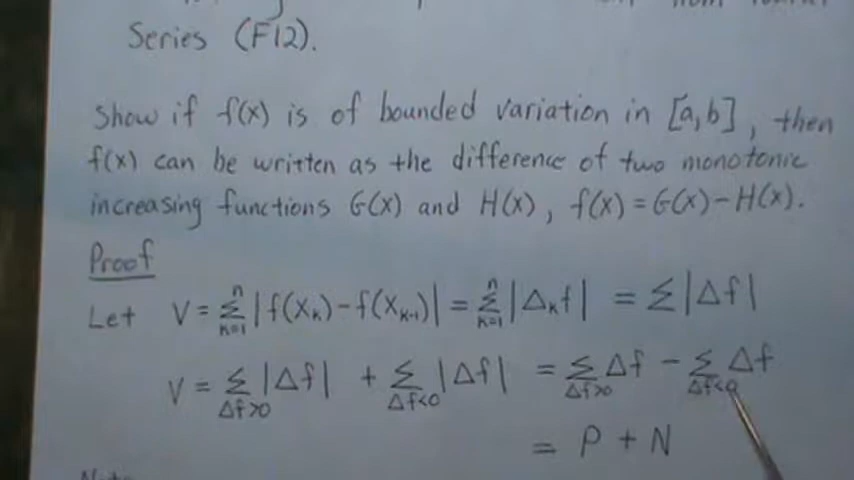 Series (F12).
Show if f(x) is of bounded variation in [a,b], then
f(x) can be written as the difference of two monotonic
increasing functions G(x) and H(x), f(x) = G(x) - H(x).
Proof
Let V = Σ_{k=1}^{n} |f(x_k) - f(x_{k-1})| = Σ_{k=1}^{n} |Δ_k f| = Σ |Δf|
V = Σ_{Δf>0} |Δf| + Σ_{Δf<0} |Δf| = Σ_{Δf>0} Δf - Σ_{Δf<0} Δf
= P + N